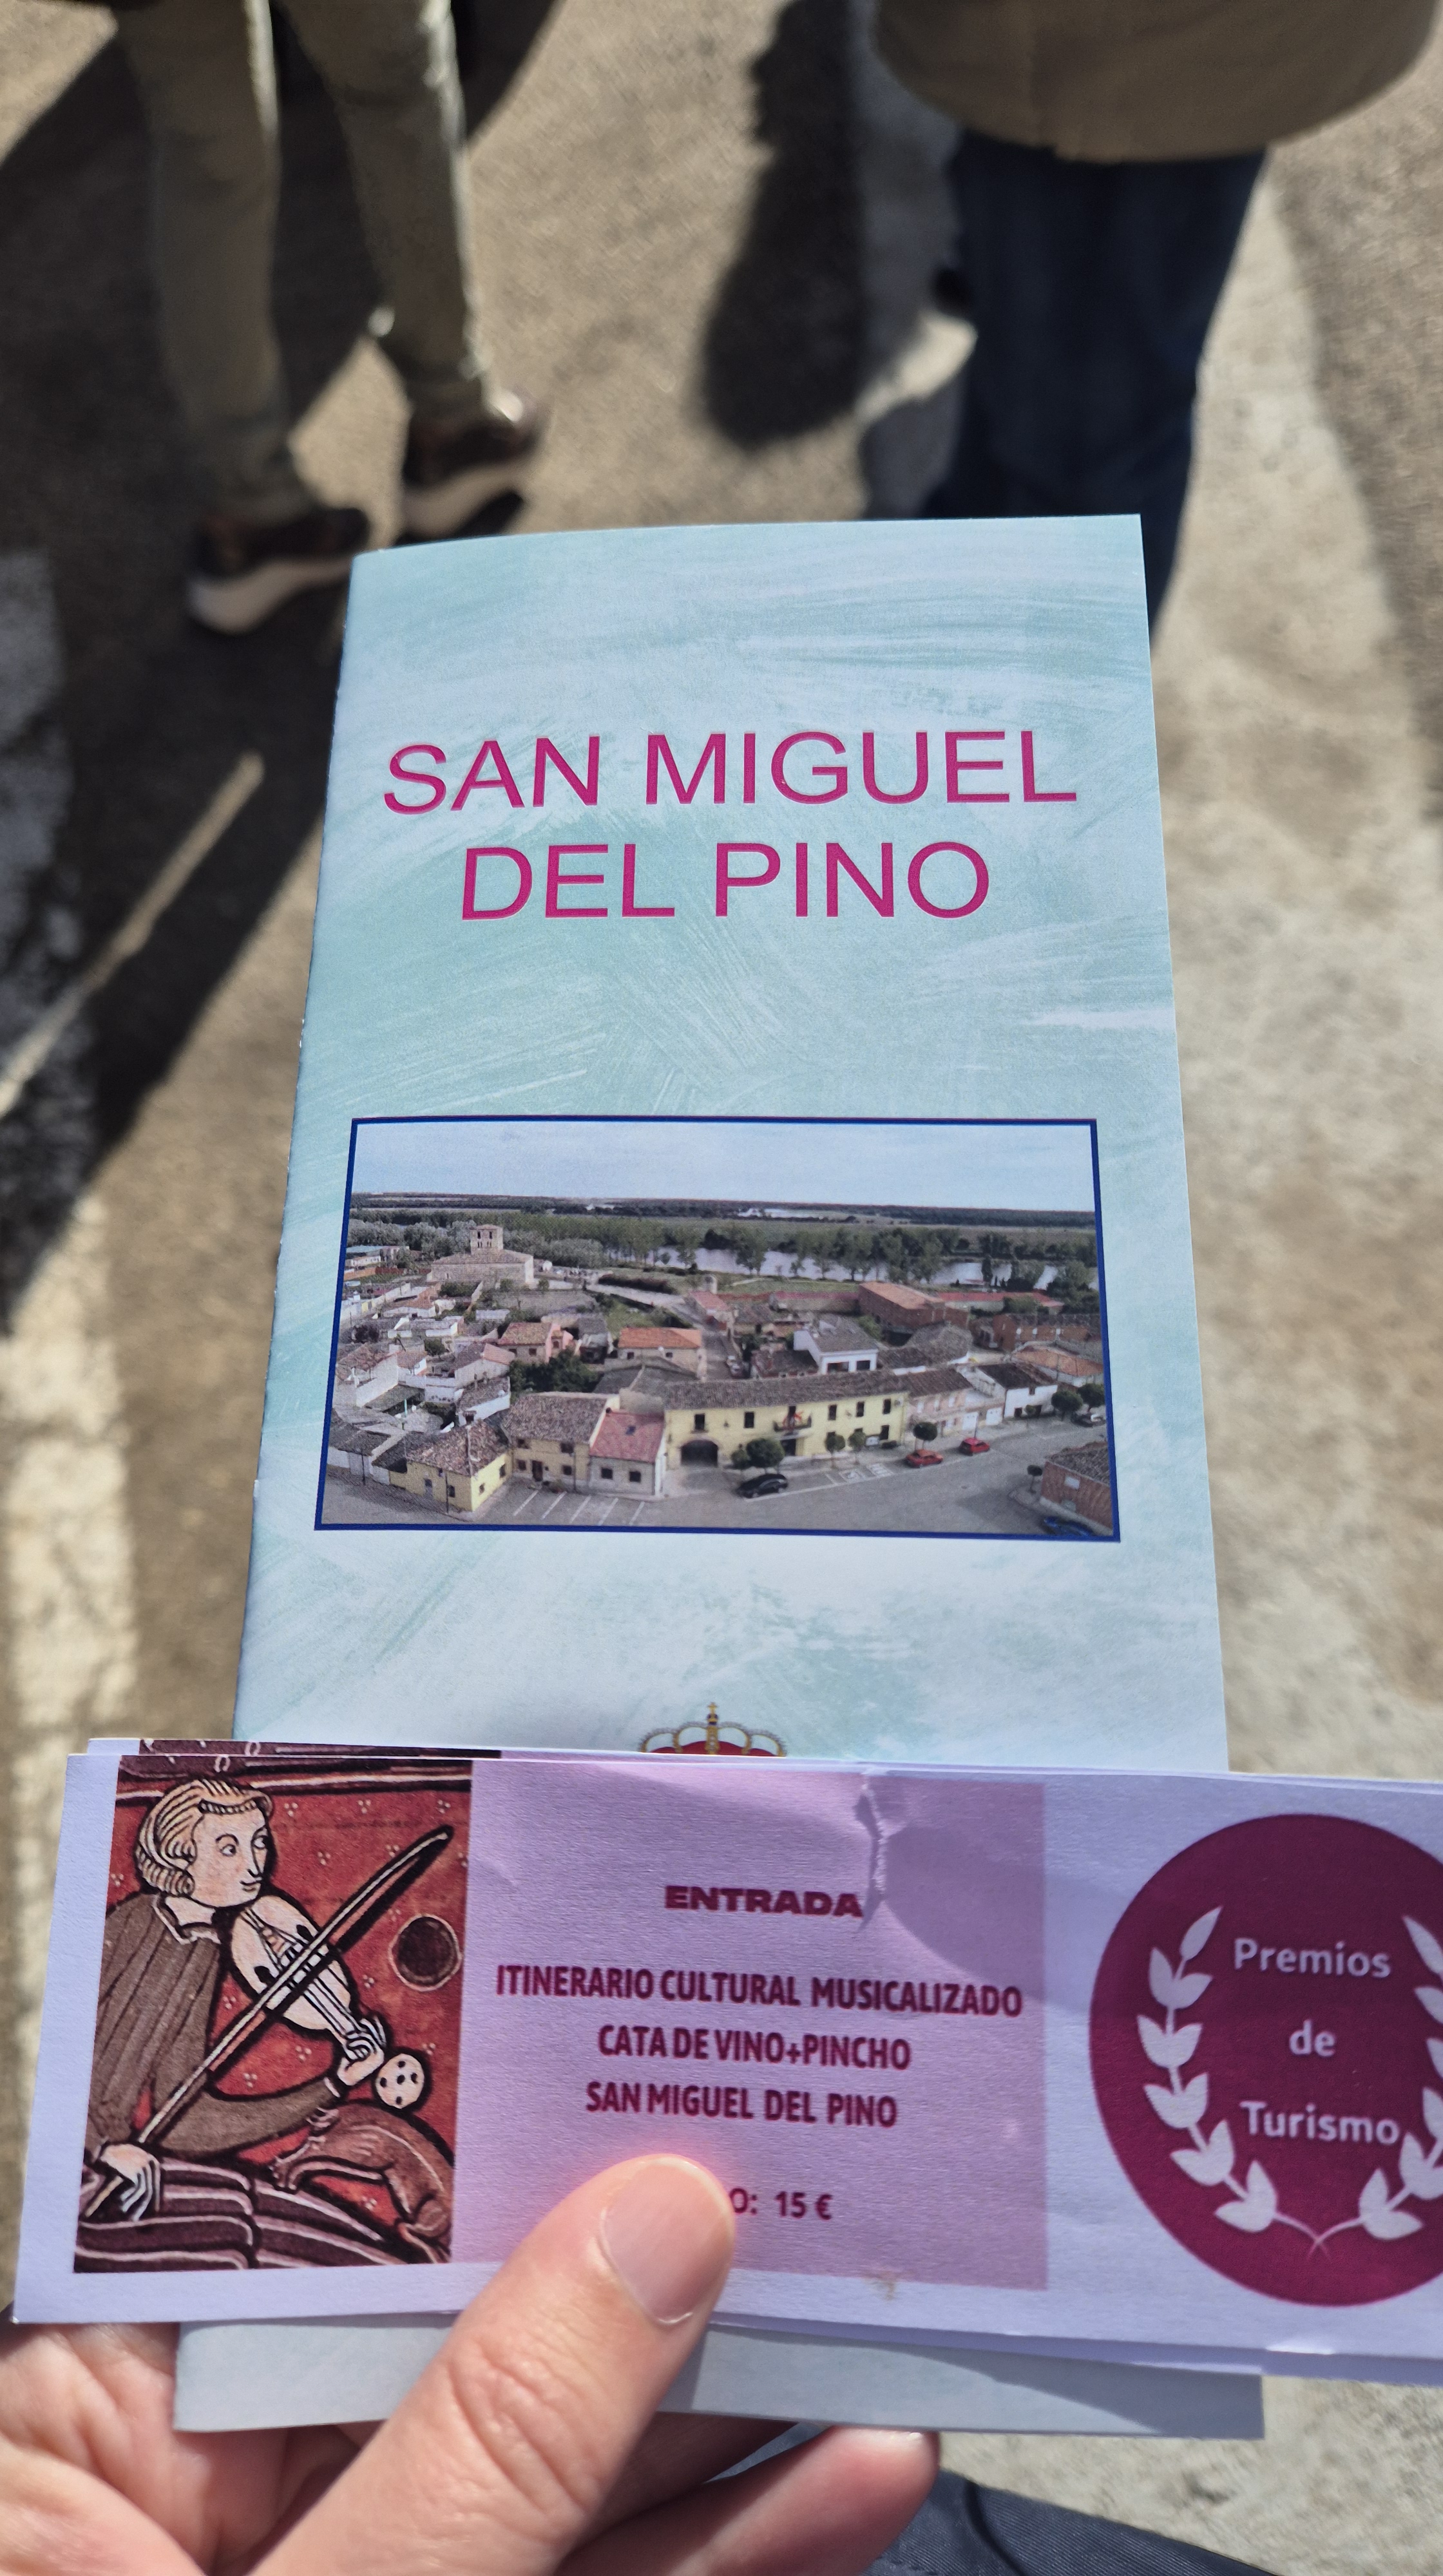 SAN MIGUEL
DEL PINO
ENTRADA
ITINERARIO CULTURAL MUSICALIZADO
CATA DE VINO+PINCHO
SAN MIGUEL DEL PINO
O: 15 €
Premios
de
Turismo